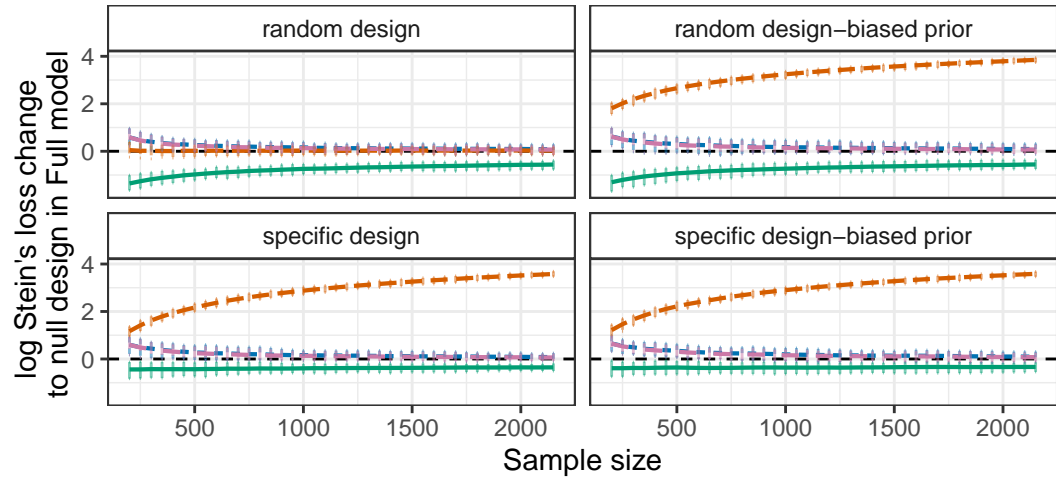 log Stein's loss change
to null design in Full model
random design
random design−biased prior
4
2
0
specific design
specific design−biased prior
4
2
0
500
1000
1500
2000
500
1000
1500
2000
Sample size